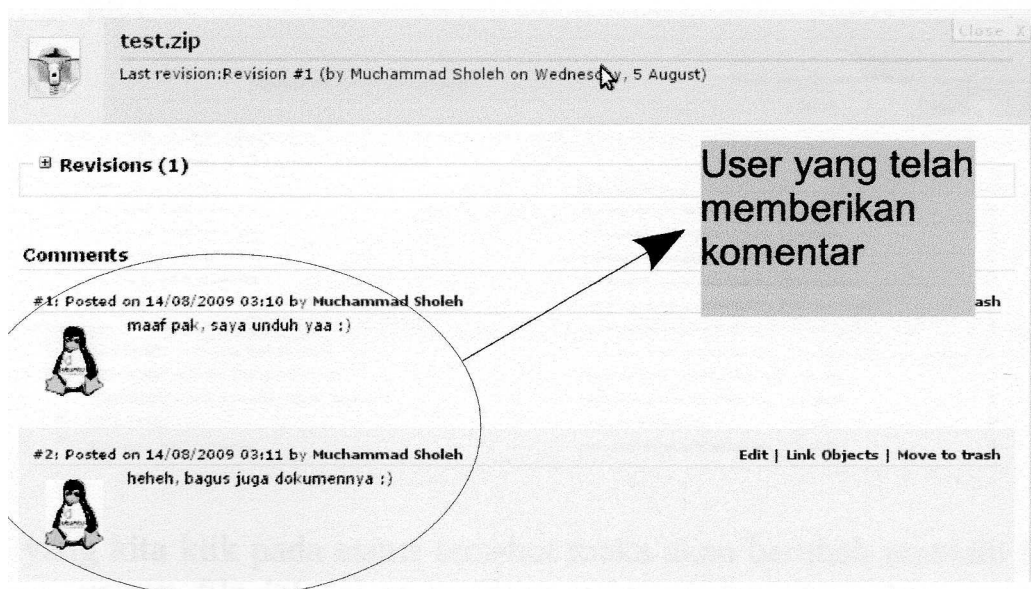 test.zip
Close X
Last revision:Revision #1 (by Muchammad Sholeh on Wednesday, 5 August)
Revisions (1)
User yang telah
memberikan
komentar
Comments
#1: Posted on 14/08/2009 03:10 by Muchammad Sholeh
ash
maaf pak, saya unduh yaa :)
#2: Posted on 14/08/2009 03:11 by Muchammad Sholeh
Edit | Link Objects | Move to trash
heheh, bagus juga dokumennya :)